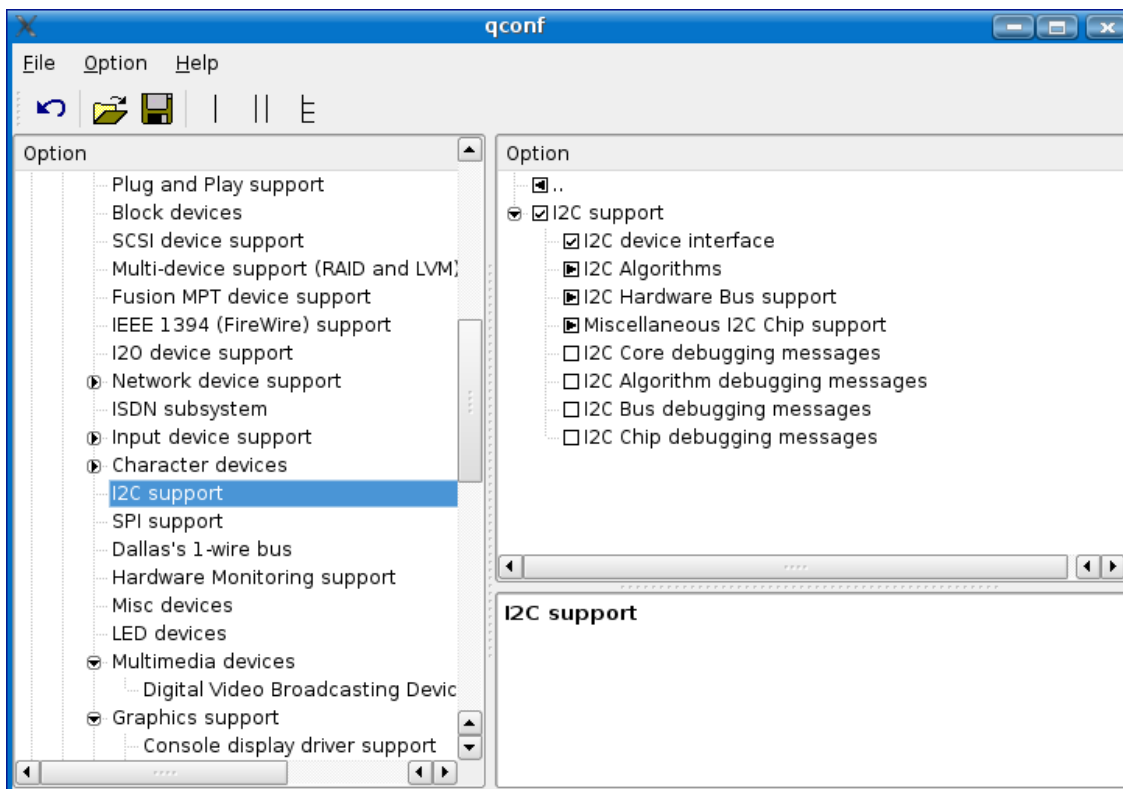 qconf
File Option Help
Option
Plug and Play support
Block devices
SCSI device support
Multi-device support (RAID and LVM)
Fusion MPT device support
IEEE 1394 (FireWire) support
I2O device support
Network device support
ISDN subsystem
Input device support
Character devices
I2C support
SPI support
Dallas's 1-wire bus
Hardware Monitoring support
Misc devices
LED devices
Multimedia devices
Digital Video Broadcasting Devic
Graphics support
Console display driver support
Option
..
I2C support
I2C device interface
I2C Algorithms
I2C Hardware Bus support
Miscellaneous I2C Chip support
I2C Core debugging messages
I2C Algorithm debugging messages
I2C Bus debugging messages
I2C Chip debugging messages
I2C support